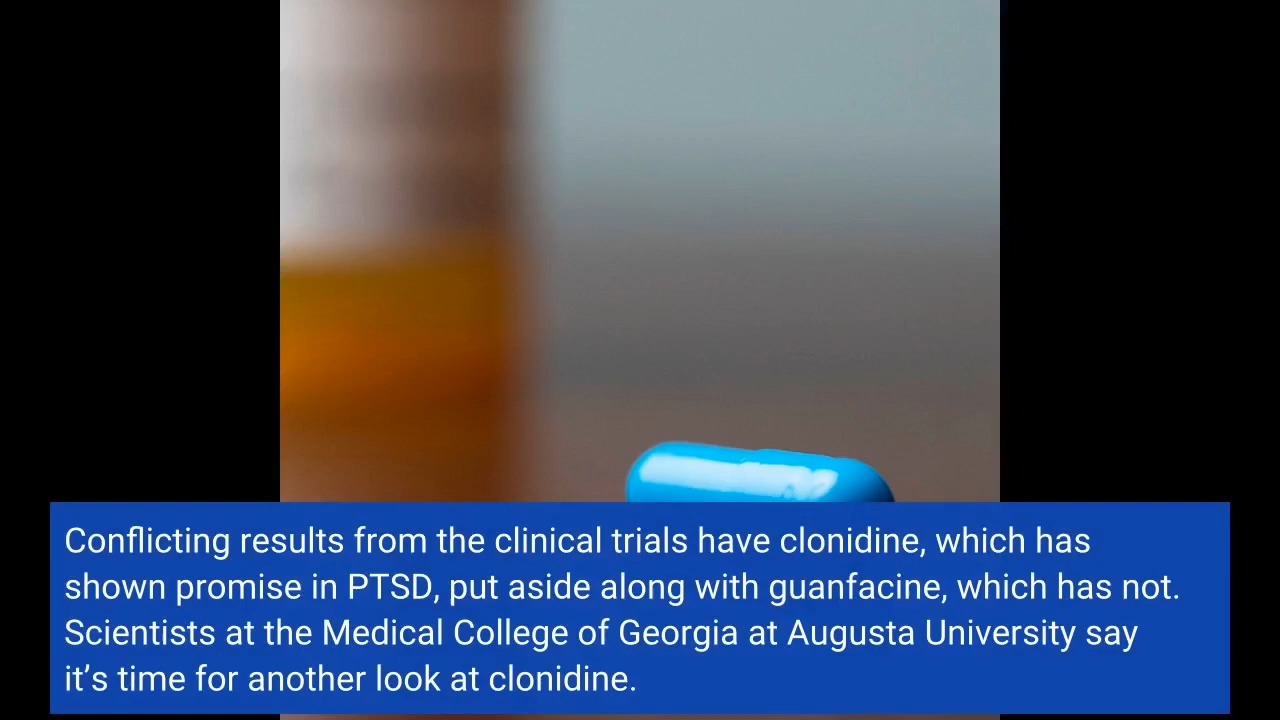 Conflicting results from the clinical trials have clonidine, which has
shown promise in PTSD, put aside along with guanfacine, which has not.
Scientists at the Medical College of Georgia at Augusta University say
it’s time for another look at clonidine.